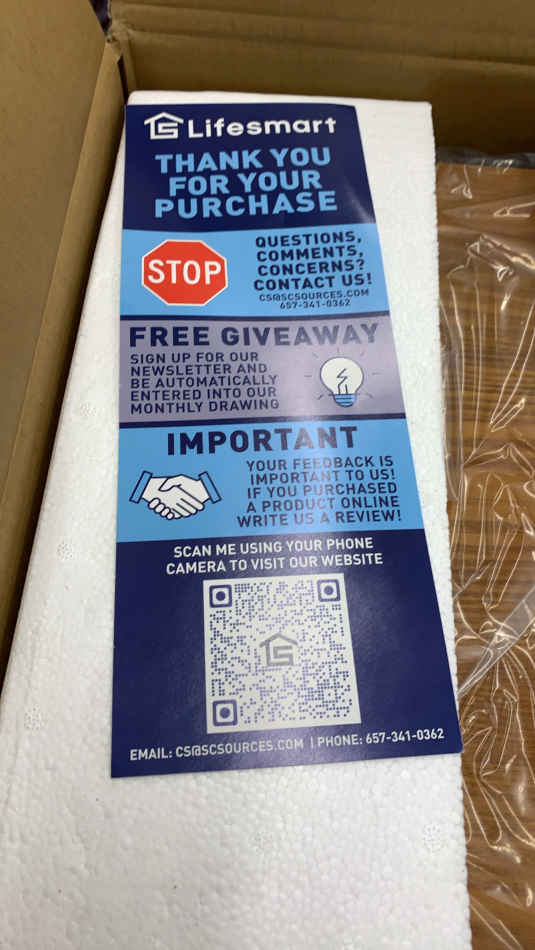 Lifesmart
THANK YOU
FOR YOUR
PURCHASE
STOP
QUESTIONS,
COMMENTS,
CONCERNS?
CONTACT US!
CS@SCSOURCES.COM
657-341-0362
FREE GIVEAWAY
SIGN UP FOR OUR
NEWSLETTER AND
BE AUTOMATICALLY
ENTERED INTO OUR
MONTHLY DRAWING
IMPORTANT
YOUR FEEDBACK IS
IMPORTANT TO US!
IF YOU PURCHASED
A PRODUCT ONLINE
WRITE US A REVIEW!
SCAN ME USING YOUR PHONE
CAMERA TO VISIT OUR WEBSITE
EMAIL: CS@SCSOURCES.COM | PHONE: 657-341-0362